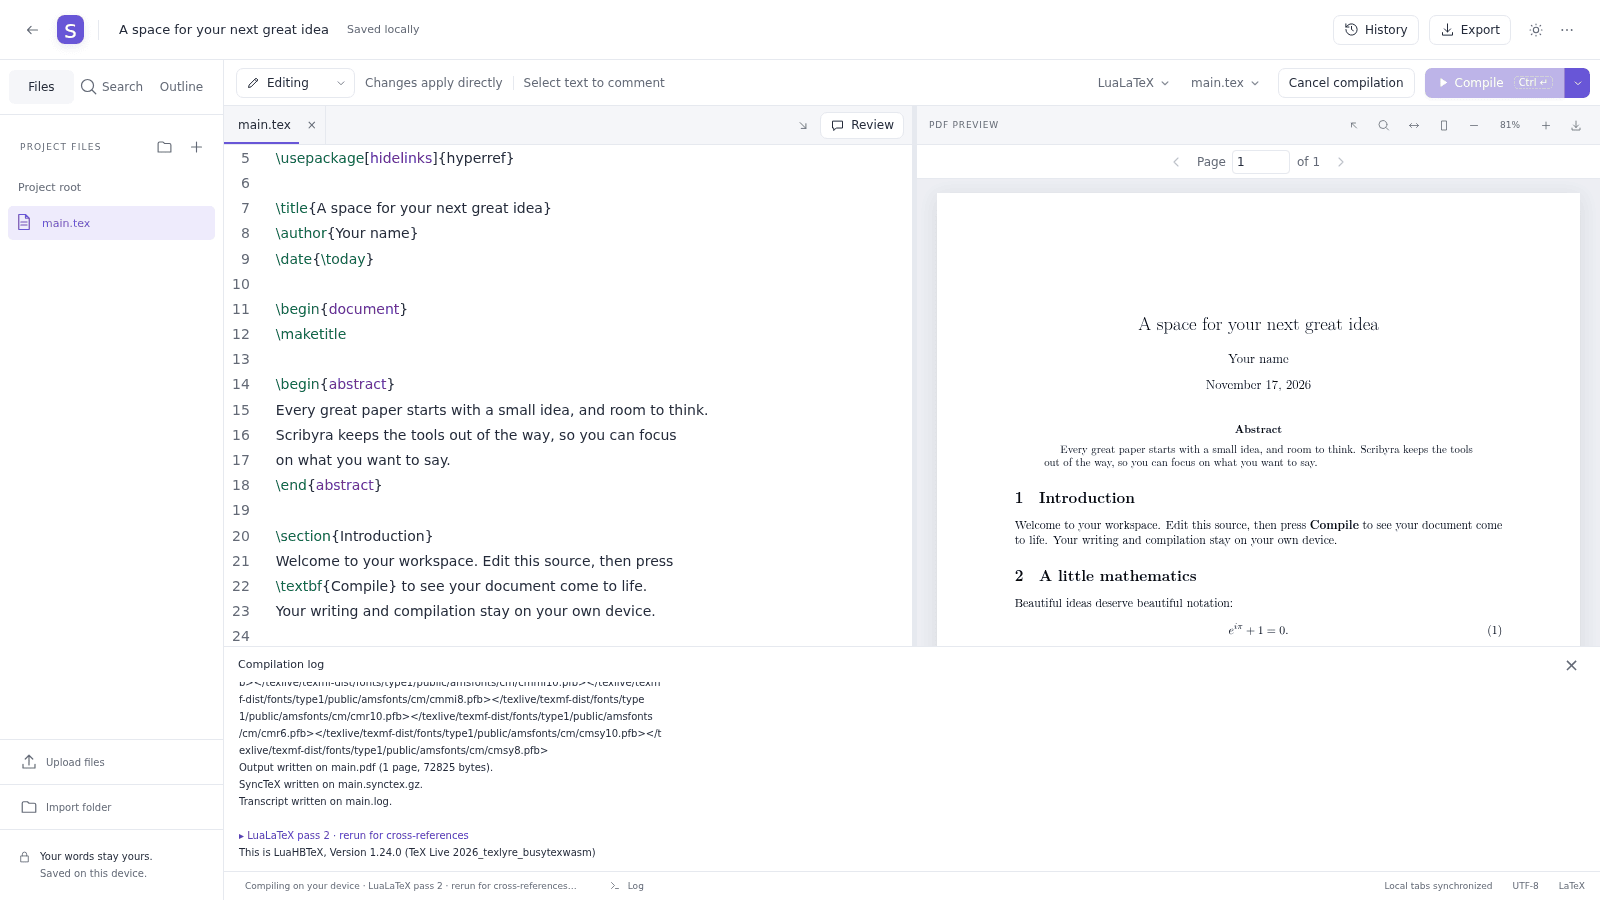 S
A space for your next great idea
Saved locally
History
Export
Files
Search
Outline
Editing
Changes apply directly
Select text to comment
LuaLaTeX
main.tex
Cancel compilation
Compile Ctrl ↵
PROJECT FILES
Project root
main.tex
Upload files
Import folder
Your words stay yours.
Saved on this device.
main.tex ×
Review
5 \usepackage[hidelinks]{hyperref}
6
7 \title{A space for your next great idea}
8 \author{Your name}
9 \date{\today}
10
11 \begin{document}
12 \maketitle
13
14 \begin{abstract}
15 Every great paper starts with a small idea, and room to think.
16 Scribyra keeps the tools out of the way, so you can focus
17 on what you want to say.
18 \end{abstract}
19
20 \section{Introduction}
21 Welcome to your workspace. Edit this source, then press
22 \textbf{Compile} to see your document come to life.
23 Your writing and compilation stay on your own device.
24
PDF PREVIEW
81%
Page 1 of 1
A space for your next great idea
Your name
November 17, 2026
Abstract
Every great paper starts with a small idea, and room to think. Scribyra keeps the tools
out of the way, so you can focus on what you want to say.
1 Introduction
Welcome to your workspace. Edit this source, then press Compile to see your document come
to life. Your writing and compilation stay on your own device.
2 A little mathematics
Beautiful ideas deserve beautiful notation:
e^{iπ} + 1 = 0. (1)
Compilation log
b></texlive/texmf-dist/fonts/type1/public/amsfonts/cm/cmmi10.pfb></texlive/texm
f-dist/fonts/type1/public/amsfonts/cm/cmmi8.pfb></texlive/texmf-dist/fonts/type
1/public/amsfonts/cm/cmr10.pfb></texlive/texmf-dist/fonts/type1/public/amsfonts
/cm/cmr6.pfb></texlive/texmf-dist/fonts/type1/public/amsfonts/cm/cmsy10.pfb></t
exlive/texmf-dist/fonts/type1/public/amsfonts/cm/cmsy8.pfb>
Output written on main.pdf (1 page, 72825 bytes).
SyncTeX written on main.synctex.gz.
Transcript written on main.log.
▸ LuaLaTeX pass 2 · rerun for cross-references
This is LuaHBTeX, Version 1.24.0 (TeX Live 2026_texlyre_busytexwasm)
Compiling on your device · LuaLaTeX pass 2 · rerun for cross-references…
Log
Local tabs synchronized
UTF-8
LaTeX